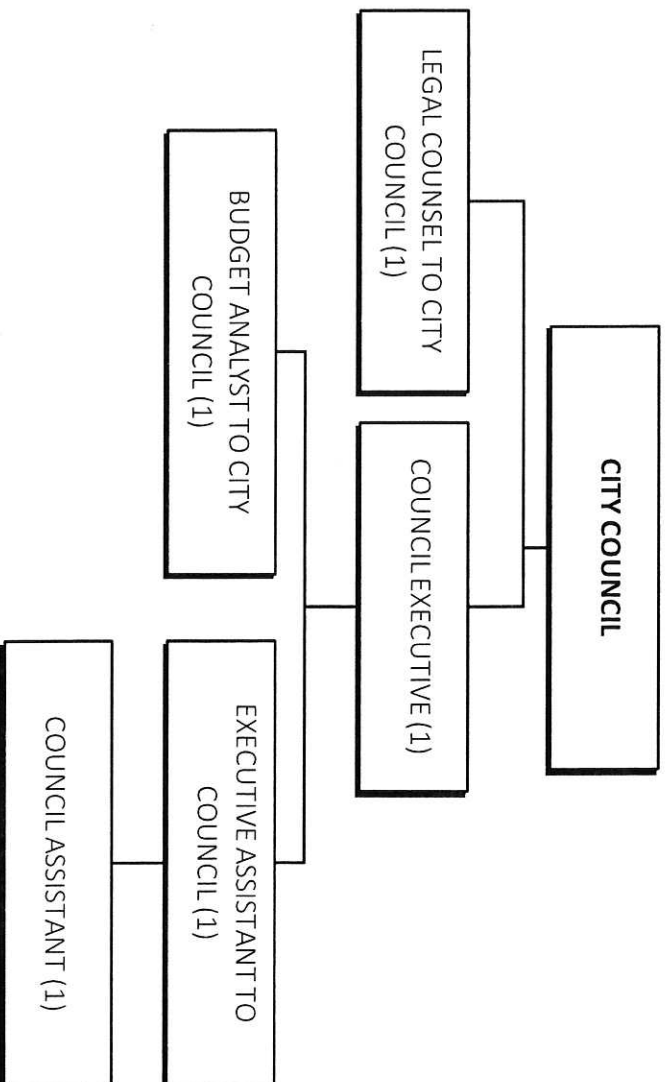 CITY COUNCIL
LEGAL COUNSEL TO CITY
COUNCIL (1)
COUNCIL EXECUTIVE (1)
BUDGET ANALYST TO CITY
COUNCIL (1)
EXECUTIVE ASSISTANT TO
COUNCIL (1)
COUNCIL ASSISTANT (1)